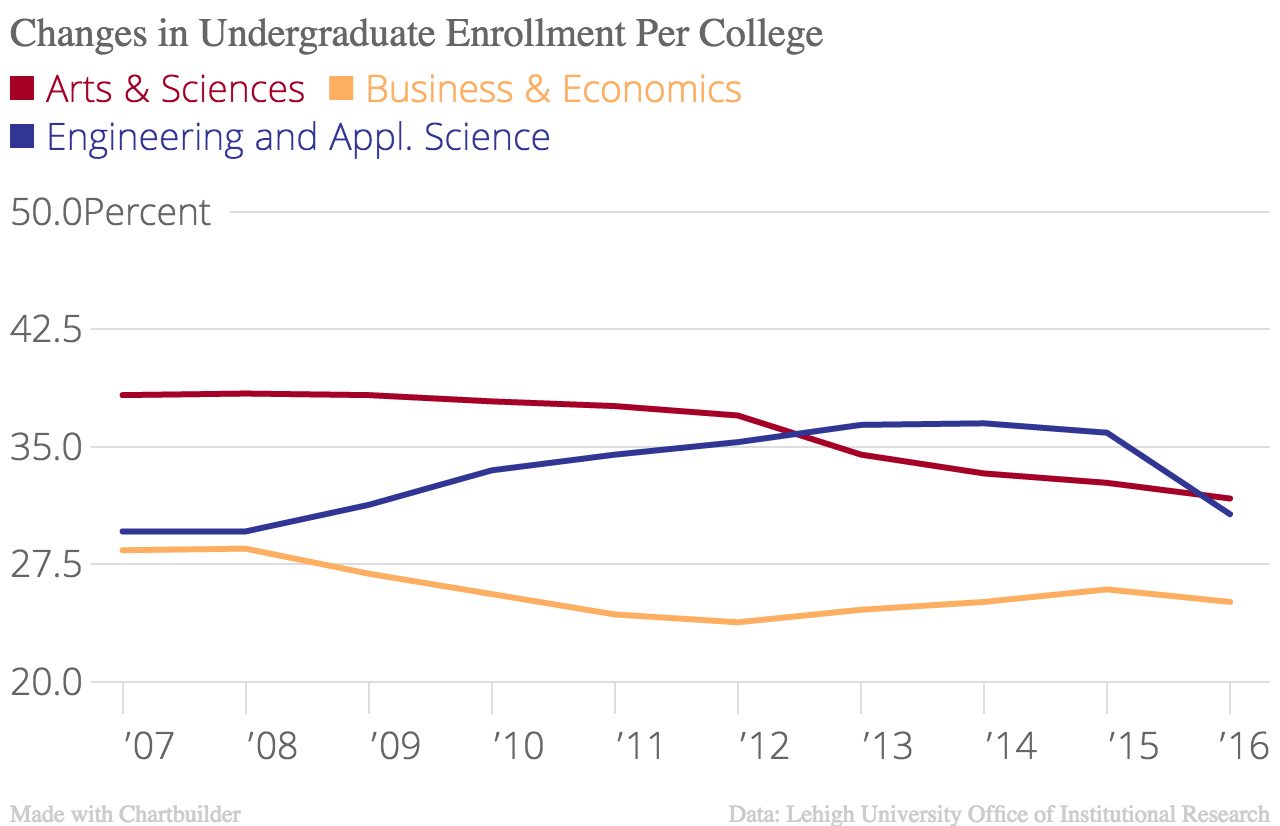 Changes in Undergraduate Enrollment Per College
Arts & Sciences Business & Economics
Engineering and Appl. Science
50.0Percent
42.5
35.0
27.5
20.0
’07 ’08 ’09 ’10 ’11 ’12 ’13 ’14 ’15 ’16
Made with Chartbuilder Data: Lehigh University Office of Institutional Research